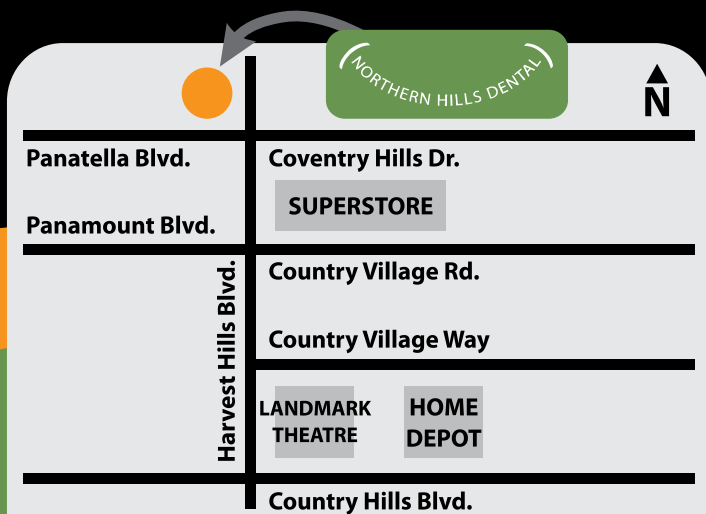 NORTHERN HILLS DENTAL
N
Panatella Blvd.
Coventry Hills Dr.
SUPERSTORE
Panamount Blvd.
Country Village Rd.
Harvest Hills Blvd.
Country Village Way
LANDMARK
THEATRE
HOME
DEPOT
Country Hills Blvd.